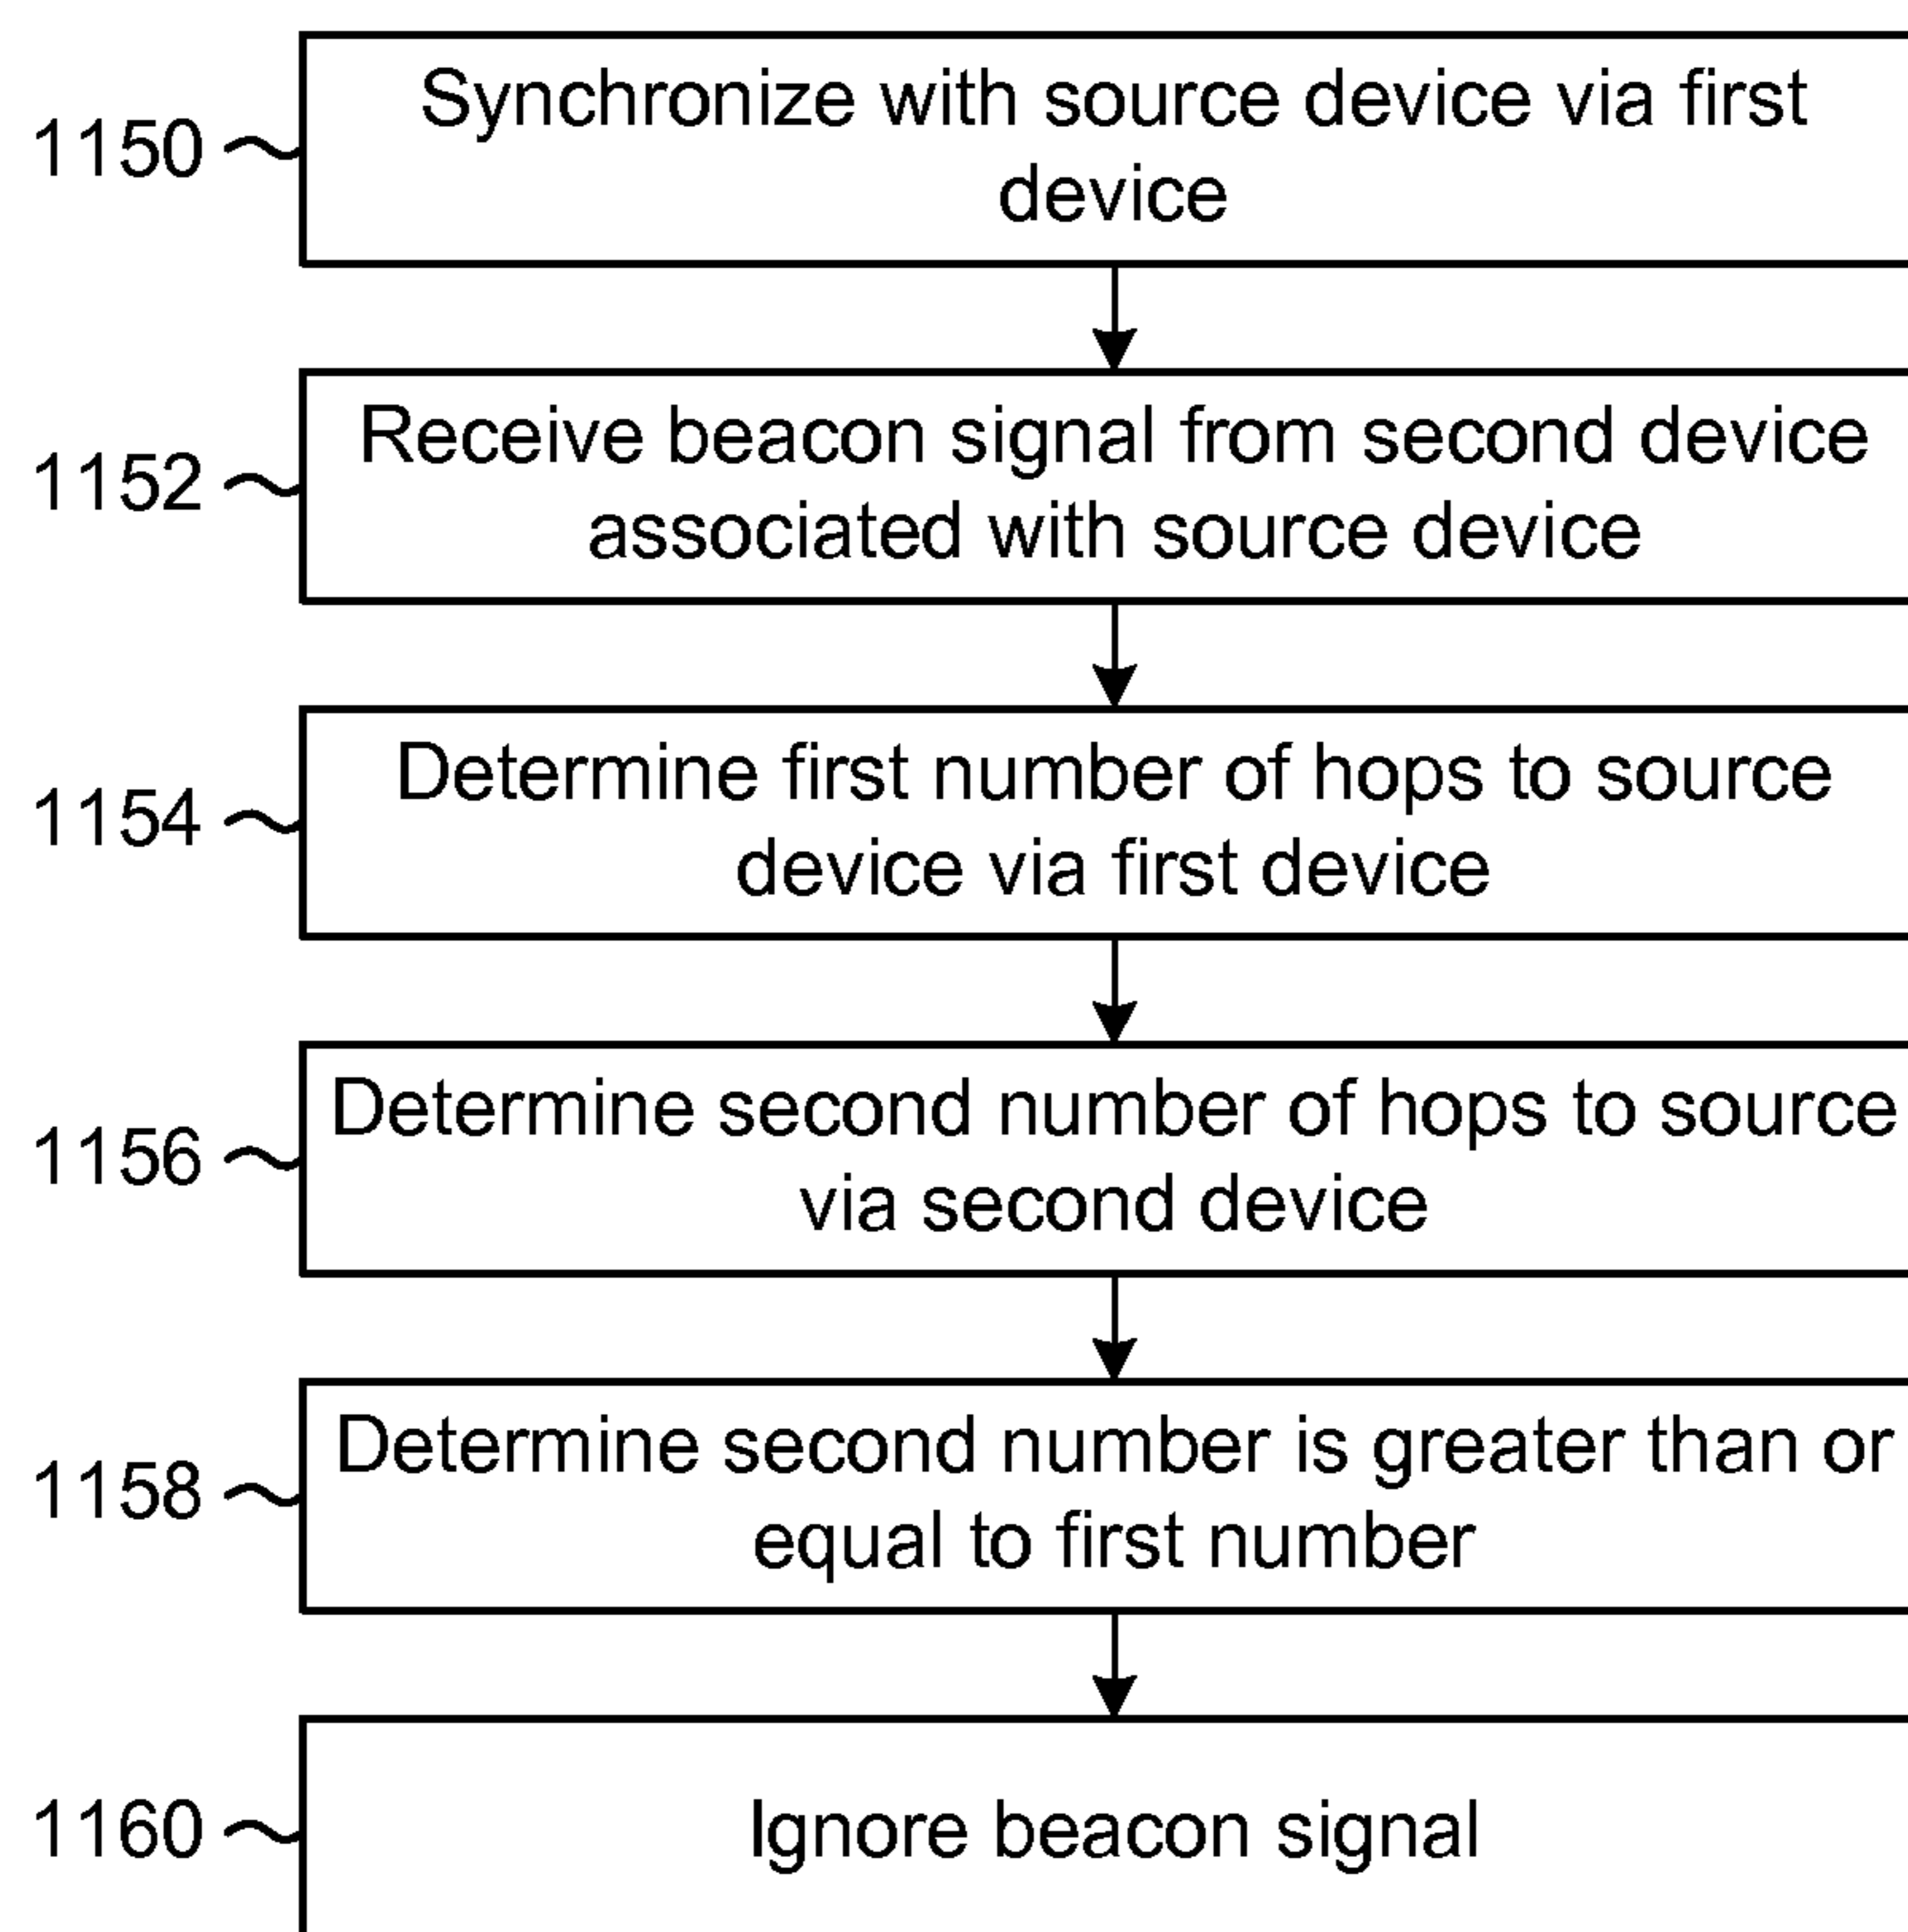 1150
Synchronize with source device via first
device
1152
Receive beacon signal from second device
associated with source device
1154
Determine first number of hops to source
device via first device
1156
Determine second number of hops to source
via second device
1158
Determine second number is greater than or
equal to first number
1160
Ignore beacon signal